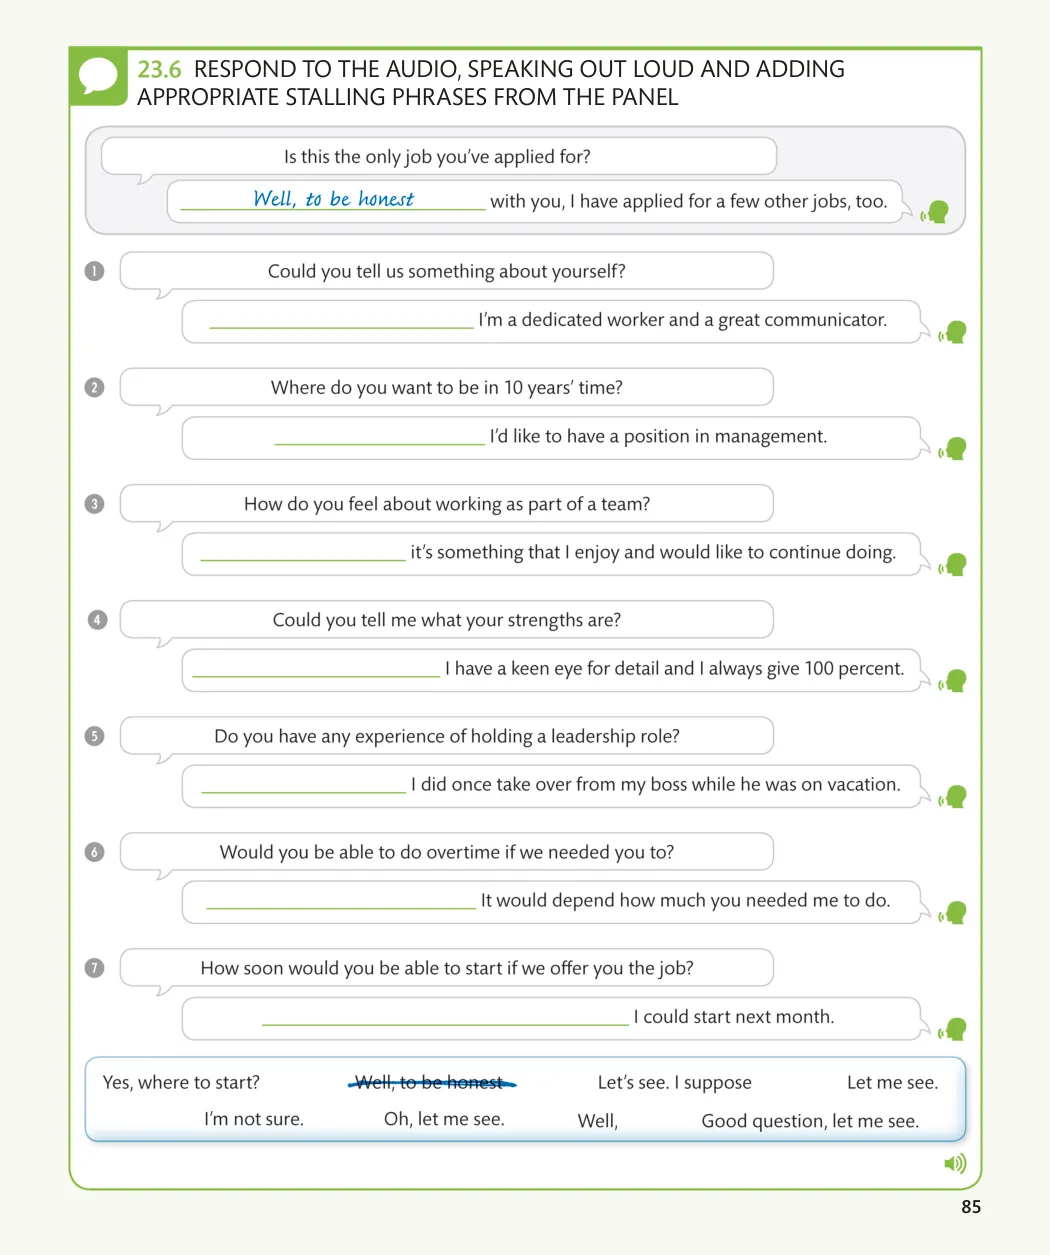 23.6 RESPOND TO THE AUDIO, SPEAKING OUT LOUD AND ADDING
APPROPRIATE STALLING PHRASES FROM THE PANEL
Is this the only job you’ve applied for?
Well, to be honest with you, I have applied for a few other jobs, too.
1 Could you tell us something about yourself?
I’m a dedicated worker and a great communicator.
2 Where do you want to be in 10 years’ time?
I’d like to have a position in management.
3 How do you feel about working as part of a team?
it’s something that I enjoy and would like to continue doing.
4 Could you tell me what your strengths are?
I have a keen eye for detail and I always give 100 percent.
5 Do you have any experience of holding a leadership role?
I did once take over from my boss while he was on vacation.
6 Would you be able to do overtime if we needed you to?
It would depend how much you needed me to do.
7 How soon would you be able to start if we offer you the job?
I could start next month.
Yes, where to start? Well, to be honest Let’s see. I suppose Let me see.
I’m not sure. Oh, let me see. Well, Good question, let me see.
85